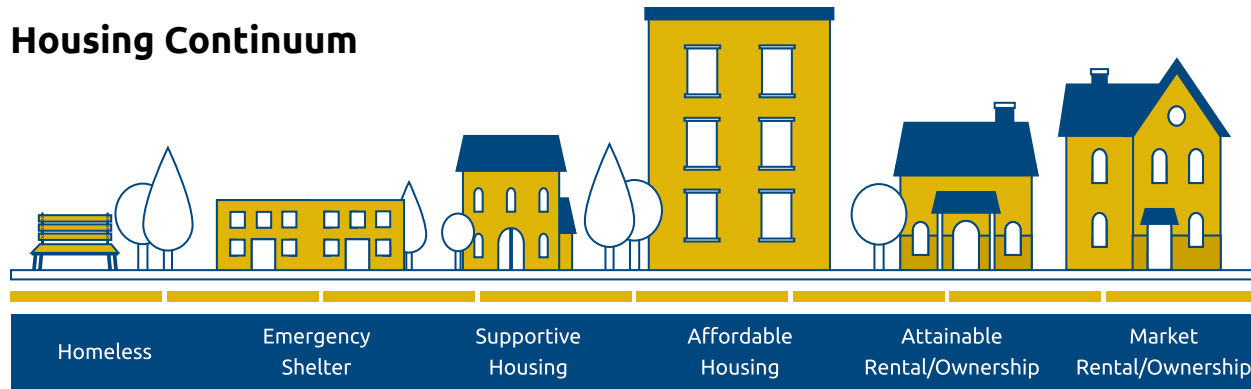 Housing Continuum
Homeless
Emergency
Shelter
Supportive
Housing
Affordable
Housing
Attainable
Rental/Ownership
Market
Rental/Ownership